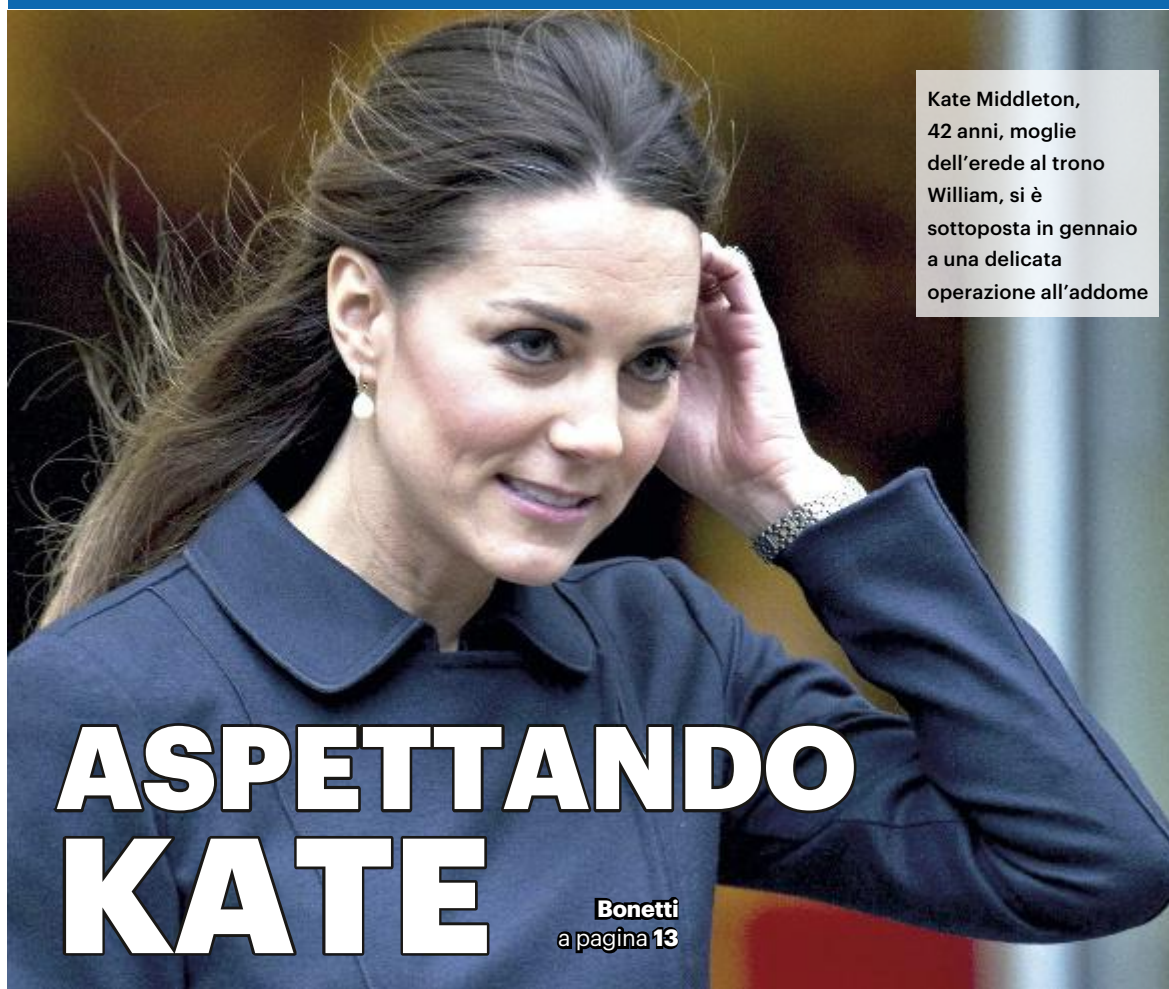 Kate Middleton,
42 anni, moglie
dell'erede al trono
William, si è
sottoposta in gennaio
a una delicata
operazione all'addome
ASPETTANDO
KATE
Bonetti
a pagina 13